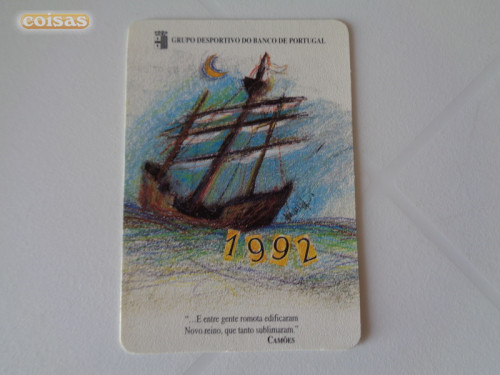 coisas
GRUPO DESPORTIVO DO BANCO DE PORTUGAL
1992
“...E entre gente remota edificaram
Novo reino, que tanto sublimaram.”
CAMÕES